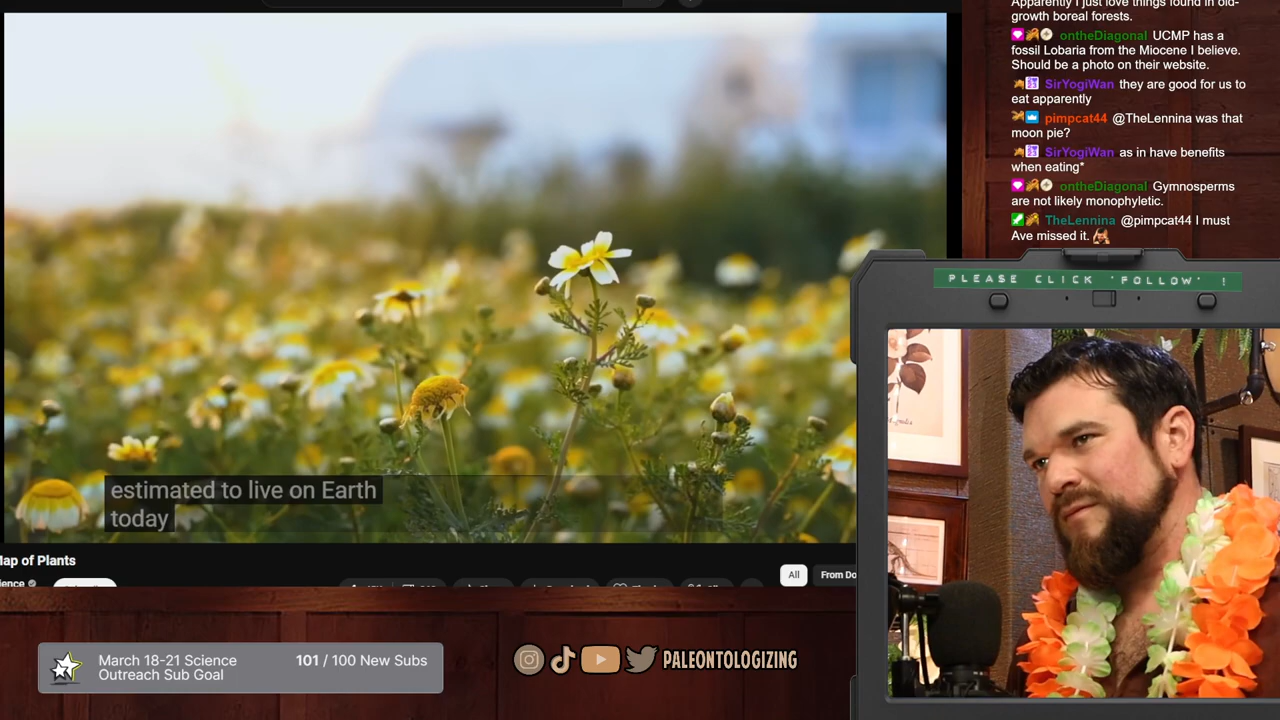 Apparently I just love things found in old-
growth boreal forests.
ontheDiagonal UCMP has a
fossil Lobaria from the Miocene I believe.
Should be a photo on their website.
SirYogiWan they are good for us to
eat apparently
pimpcat44 @TheLennina was that
moon pie?
SirYogiWan as in have benefits
when eating*
ontheDiagonal Gymnosperms
are not likely monophyletic.
TheLennina @pimpcat44 I must
Ave missed it.
PLEASE CLICK "FOLLOW" !
estimated to live on Earth
today
Map of Plants
All
From Do
March 18-21 Science
Outreach Sub Goal
101 / 100 New Subs
PALEONTOLOGIZING